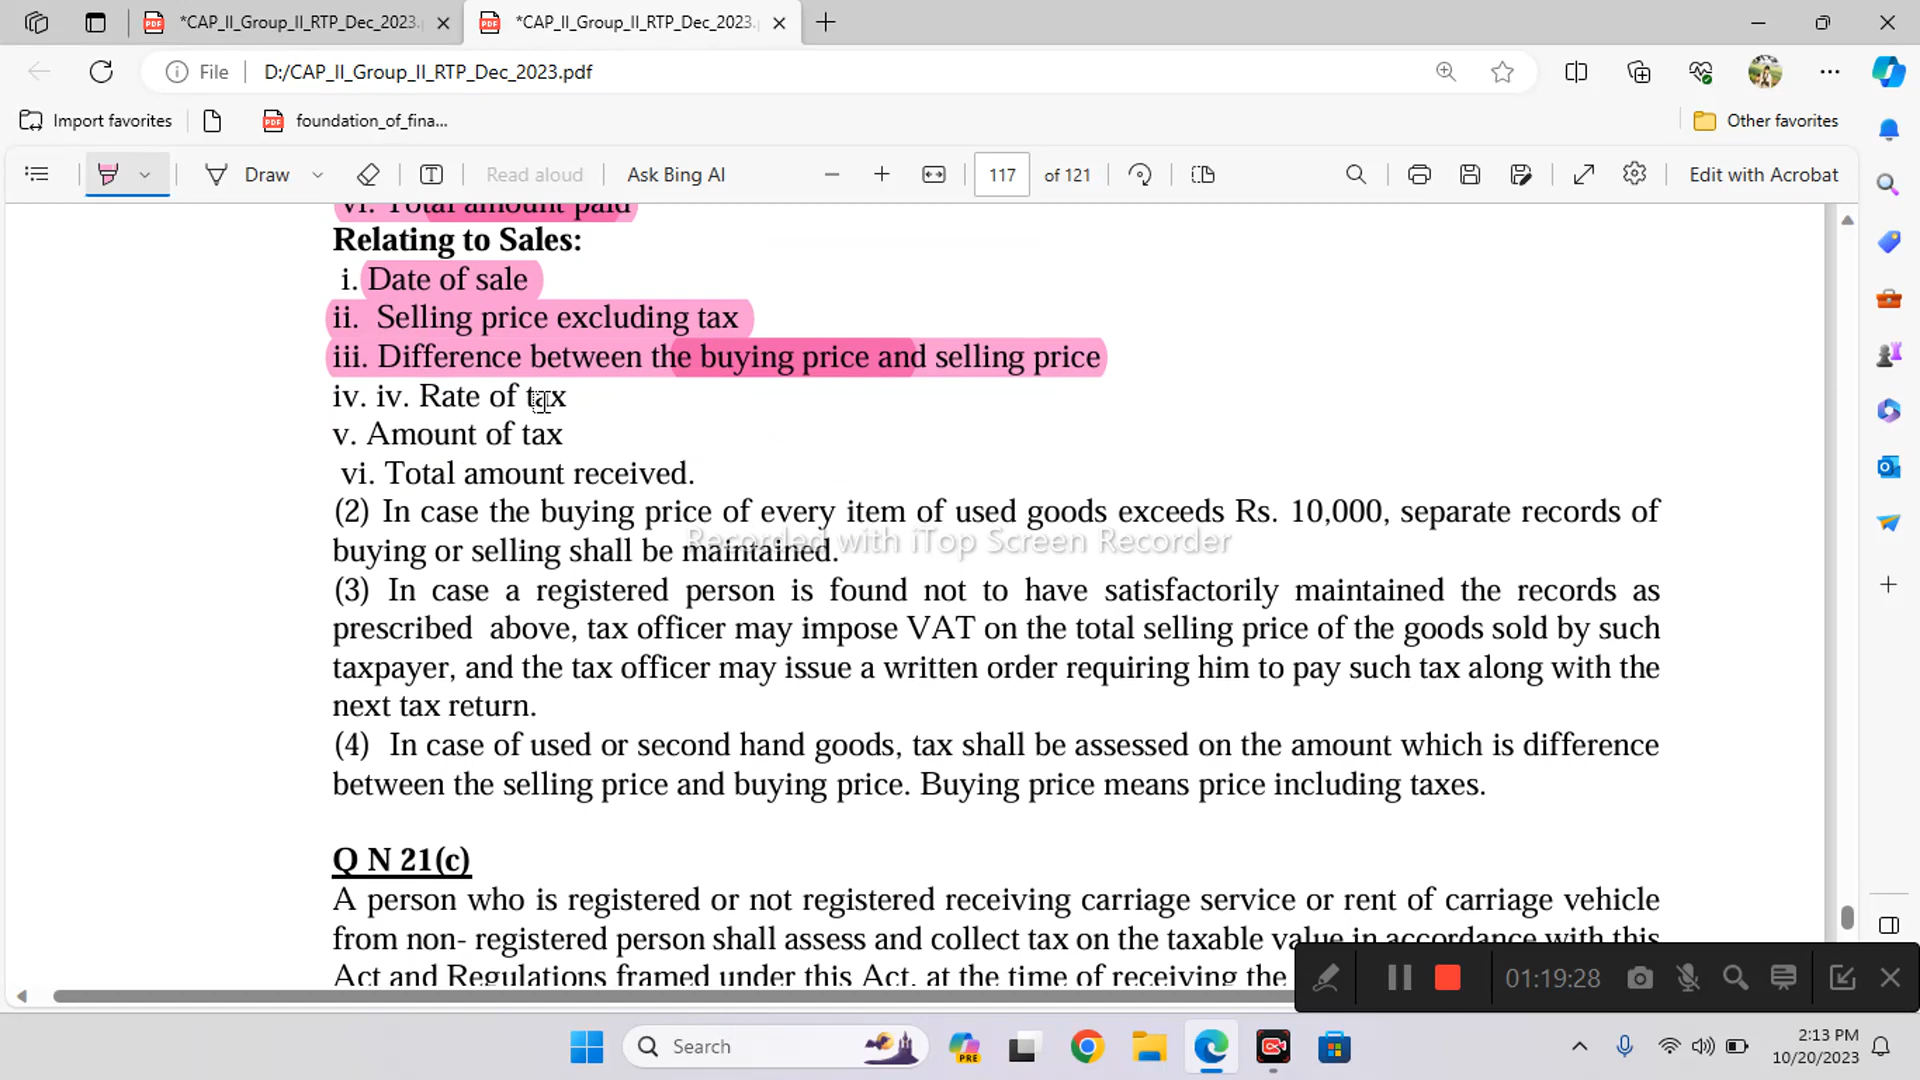 *CAP_II_Group_II_RTP_Dec_2023.
*CAP_II_Group_II_RTP_Dec_2023.
File
D:/CAP_II_Group_II_RTP_Dec_2023.pdf
Import favorites
foundation_of_fina...
Other favorites
Draw
Read aloud
Ask Bing AI
117
of 121
Edit with Acrobat
vi. Total amount paid
Relating to Sales:
i. Date of sale
ii. Selling price excluding tax
iii. Difference between the buying price and selling price
iv. iv. Rate of tax
v. Amount of tax
vi. Total amount received.
(2) In case the buying price of every item of used goods exceeds Rs. 10,000, separate records of
Recorded with iTop Screen Recorder
buying or selling shall be maintained.
(3) In case a registered person is found not to have satisfactorily maintained the records as
prescribed above, tax officer may impose VAT on the total selling price of the goods sold by such
taxpayer, and the tax officer may issue a written order requiring him to pay such tax along with the
next tax return.
(4) In case of used or second hand goods, tax shall be assessed on the amount which is difference
between the selling price and buying price. Buying price means price including taxes.
Q N 21(c)
A person who is registered or not registered receiving carriage service or rent of carriage vehicle
from non- registered person shall assess and collect tax on the taxable value in accordance with this
Act and Regulations framed under this Act, at the time of receiving the
01:19:28
Search
PRE
2:13 PM
10/20/2023